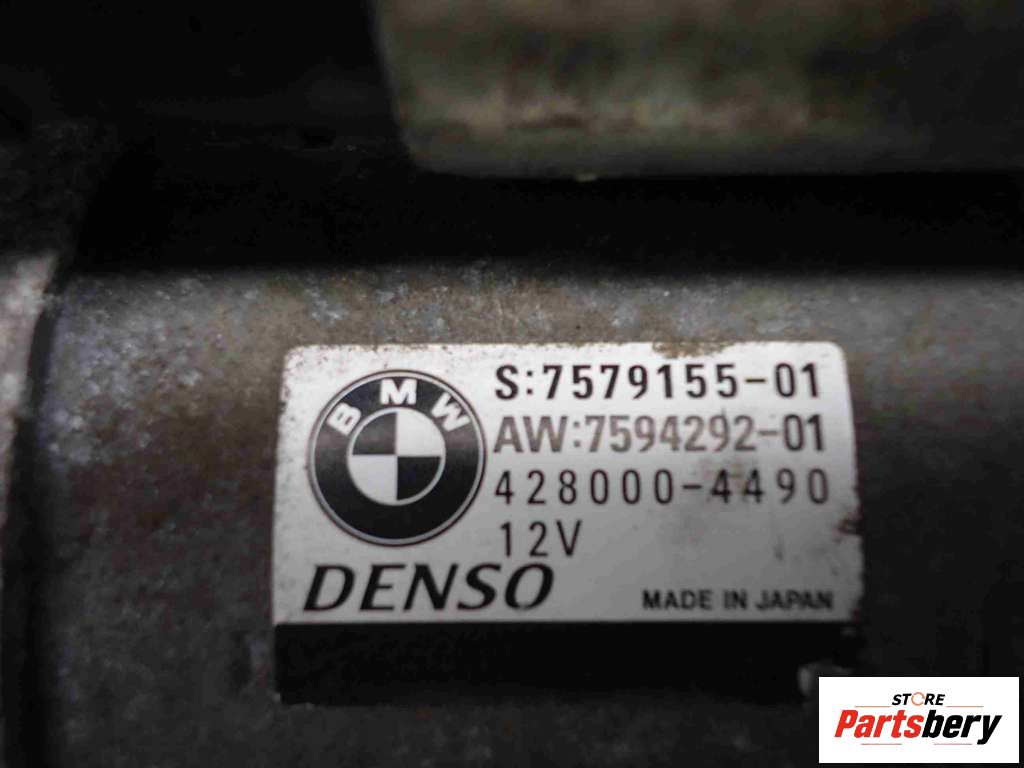 BMW
S:7579155-01
AW:7594292-01
428000-4490
12V
DENSO
MADE IN JAPAN
STORE
Partsbery